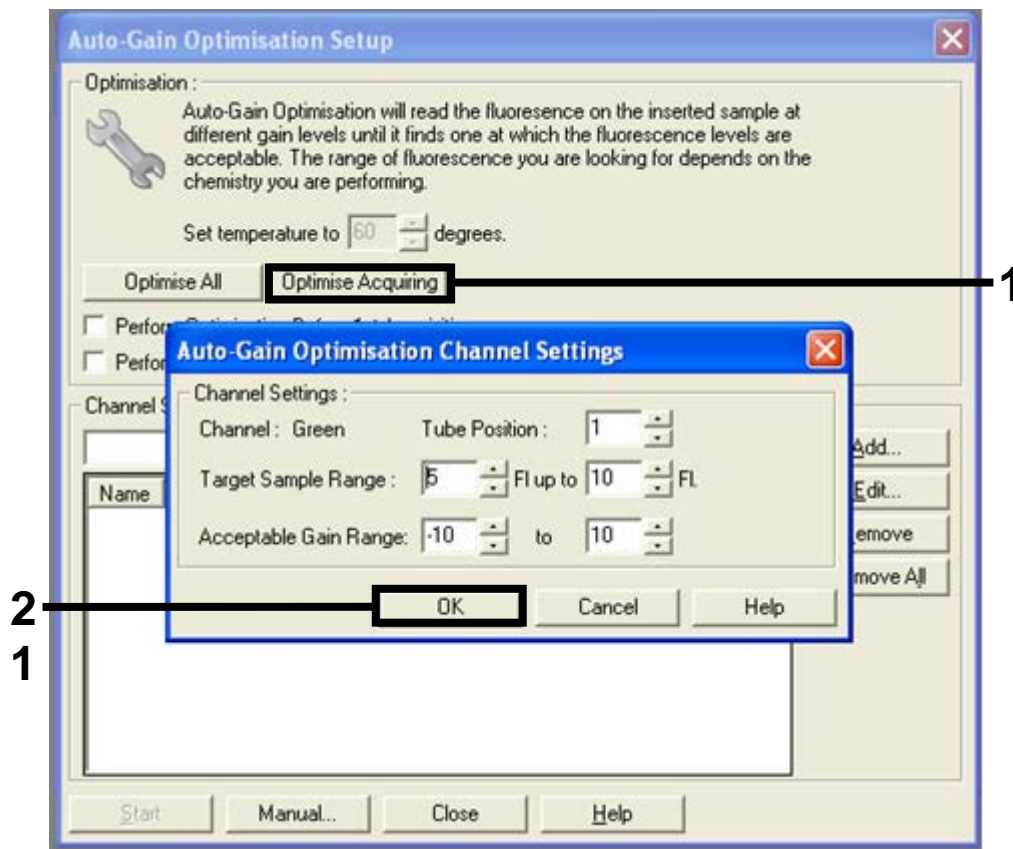 Auto-Gain Optimisation Setup
Optimisation :
Auto-Gain Optimisation will read the fluoresence on the inserted sample at
different gain levels until it finds one at which the fluorescence levels are
acceptable. The range of fluorescence you are looking for depends on the
chemistry you are performing.
Set temperature to 60 degrees.
Optimise All Optimise Acquiring 1
Perfor
Perfor
Auto-Gain Optimisation Channel Settings
Channel Settings :
Channel : Green Tube Position : 1
Target Sample Range : 5 Fl up to 10 Fl.
Acceptable Gain Range: -10 to 10
OK Cancel Help
2
1
Channel S
Name
Add...
Edit...
emove
move All
Start Manual... Close Help